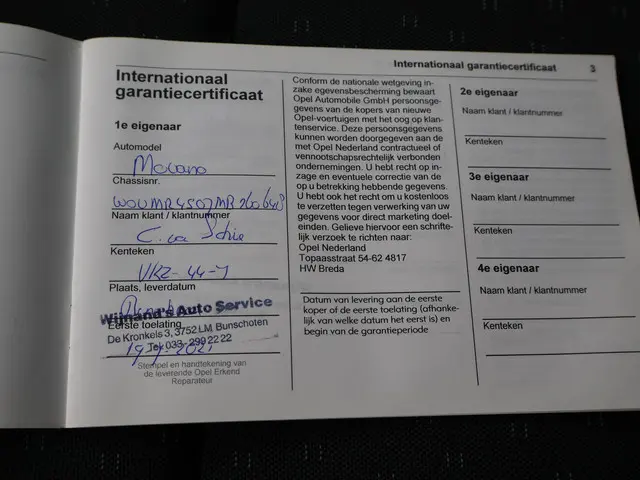 Internationaal garantiecertificaat 3
Internationaal
garantiecertificaat
1e eigenaar
Automodel
Movano
Chassisnr.
Naam klant / klantnummer
C. van Schie
Kenteken
VRZ-44-J
Plaats, leverdatum
Wijnand's Auto Service
Eerste toelating
De Kronkels 3, 3752 LM Bunschoten
Tel 033-299 22 22
Stempel en handtekening van
de leverende Opel Erkend
Reparateur
Conform de nationale wetgeving in-
zake egevensbescherming bewaart
Opel Automobile GmbH persoonsge-
gevens van de kopers van nieuwe
Opel-voertuigen met het oog op klan-
tenservice. Deze persoonsgegevens
kunnen worden doorgegeven aan de
met Opel Nederland contractueel of
vennootschapsrechtelijk verbonden
ondernemingen. U hebt recht op in-
zage en eventuele correctie van de
op u betrekking hebbende gegevens.
U hebt ook het recht om u kosteloos
te verzetten tegen verwerking van uw
gegevens voor direct marketing doel-
einden. Gelieve hiervoor een schrifte-
lijk verzoek te richten naar:
Opel Nederland
Topaasstraat 54-62 4817
HW Breda
Datum van levering aan de eerste
koper of de eerste toelating (afhanke-
lijk van welke datum het eerst is) en
begin van de garantieperiode
2e eigenaar
Naam klant / klantnummer
Kenteken
3e eigenaar
Naam klant / klantnummer
Kenteken
4e eigenaar
Naam klant / klantnummer
Kenteken